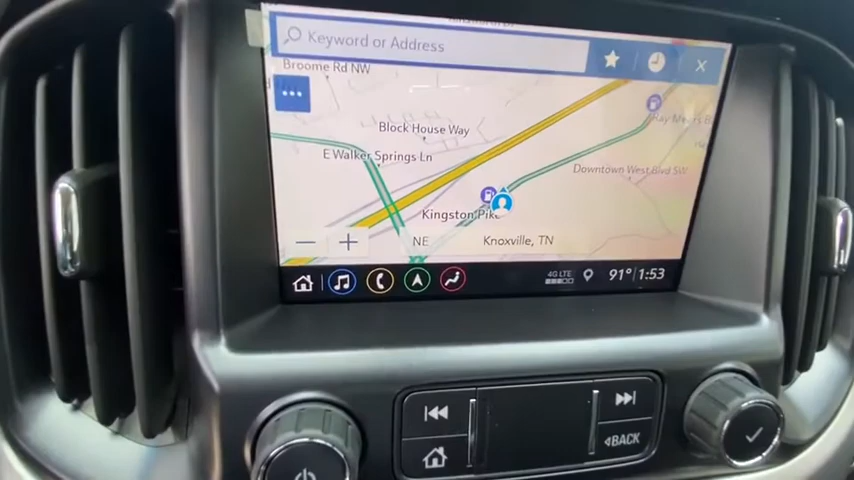 Keyword or Address
Broome Rd NW
Block House Way
E Walker Springs Ln
Downtown West Blvd SW
Kingston Pike
NE
Knoxville, TN
4G LTE
91° 1:53
BACK